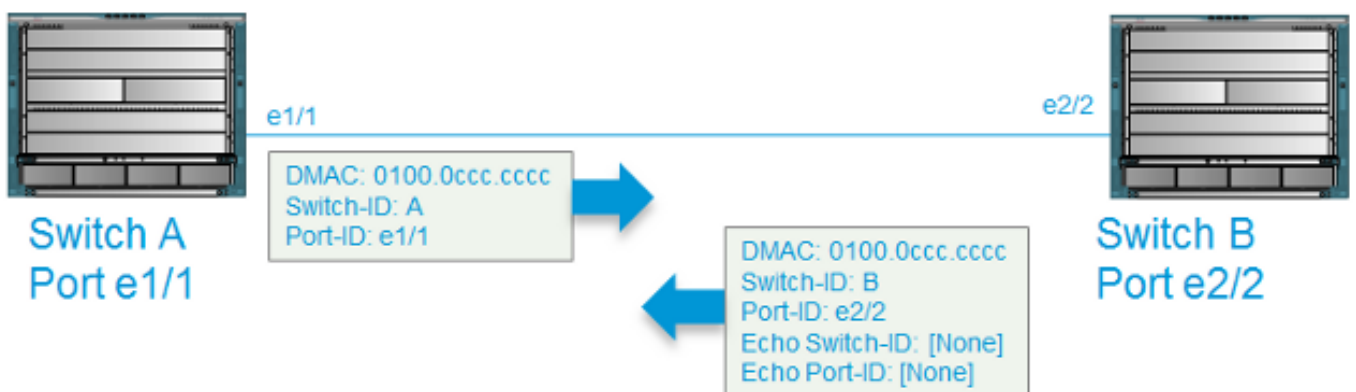 e1/1
e2/2
DMAC: 0100.0ccc.cccc
Switch-ID: A
Port-ID: e1/1
Switch A
Port e1/1
DMAC: 0100.0ccc.cccc
Switch-ID: B
Port-ID: e2/2
Echo Switch-ID: [None]
Echo Port-ID: [None]
Switch B
Port e2/2